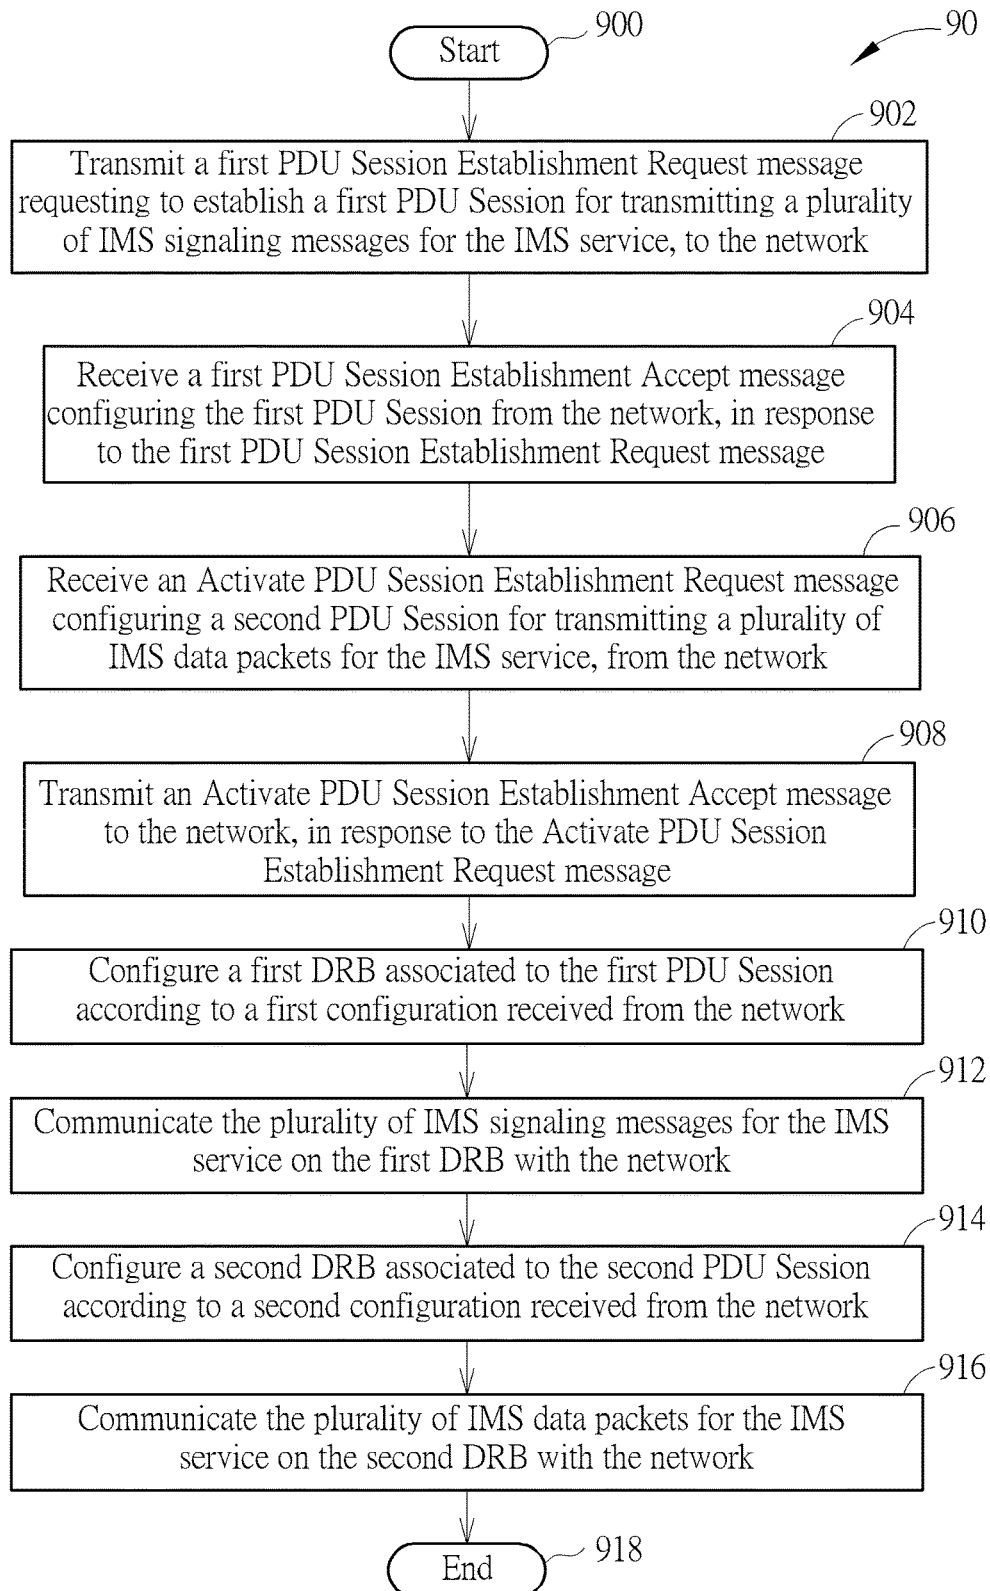 Start
900
90
902
Transmit a first PDU Session Establishment Request message
requesting to establish a first PDU Session for transmitting a plurality
of IMS signaling messages for the IMS service, to the network
904
Receive a first PDU Session Establishment Accept message
configuring the first PDU Session from the network, in response
to the first PDU Session Establishment Request message
906
Receive an Activate PDU Session Establishment Request message
configuring a second PDU Session for transmitting a plurality of
IMS data packets for the IMS service, from the network
908
Transmit an Activate PDU Session Establishment Accept message
to the network, in response to the Activate PDU Session
Establishment Request message
910
Configure a first DRB associated to the first PDU Session
according to a first configuration received from the network
912
Communicate the plurality of IMS signaling messages for the IMS
service on the first DRB with the network
914
Configure a second DRB associated to the second PDU Session
according to a second configuration received from the network
916
Communicate the plurality of IMS data packets for the IMS
service on the second DRB with the network
End
918